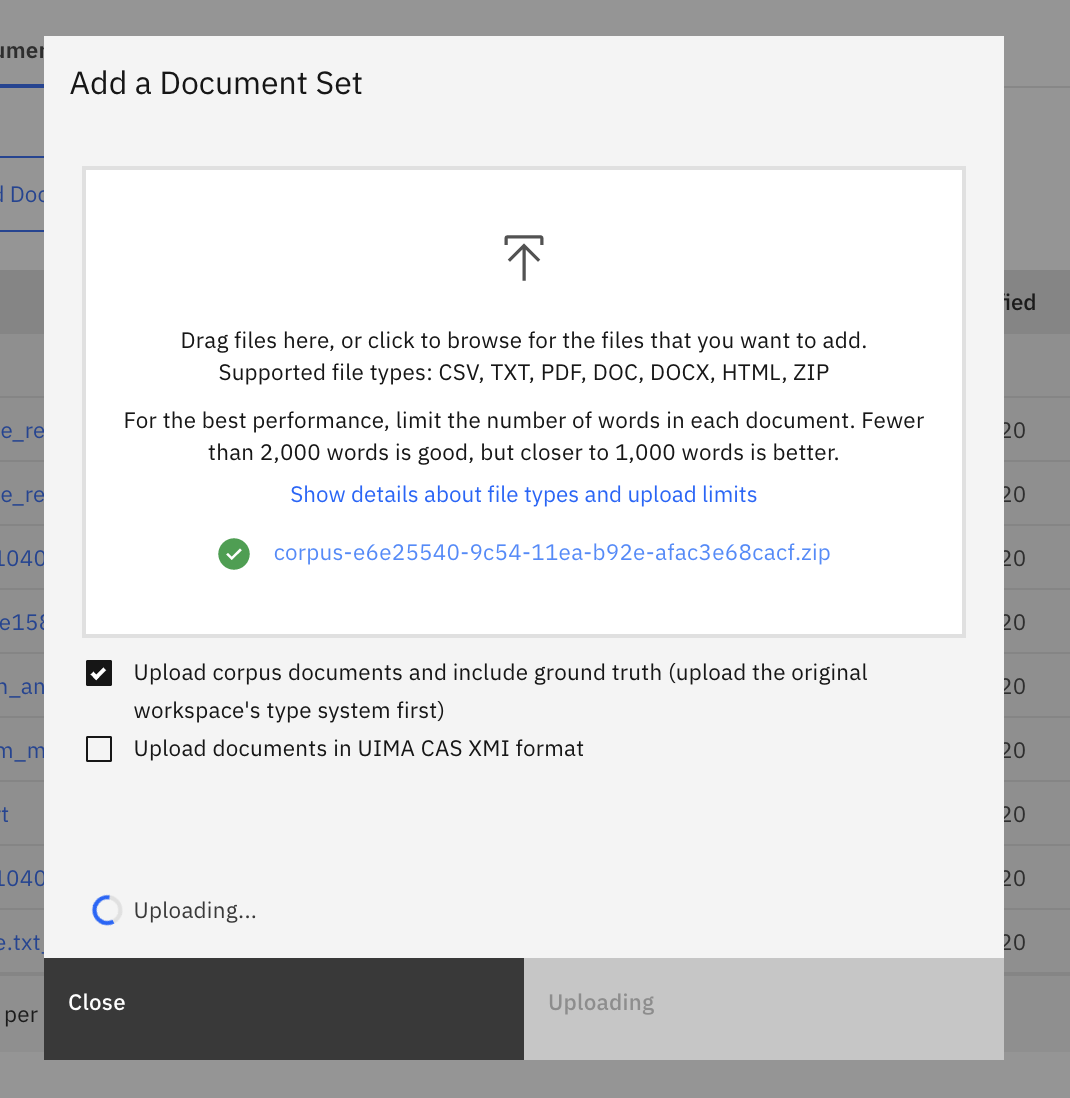 Add a Document Set
Drag files here, or click to browse for the files that you want to add.
Supported file types: CSV, TXT, PDF, DOC, DOCX, HTML, ZIP
For the best performance, limit the number of words in each document. Fewer
than 2,000 words is good, but closer to 1,000 words is better.
Show details about file types and upload limits
corpus-e6e25540-9c54-11ea-b92e-afac3e68cacf.zip
Upload corpus documents and include ground truth (upload the original
workspace's type system first)
Upload documents in UIMA CAS XMI format
Uploading...
Close
Uploading
per